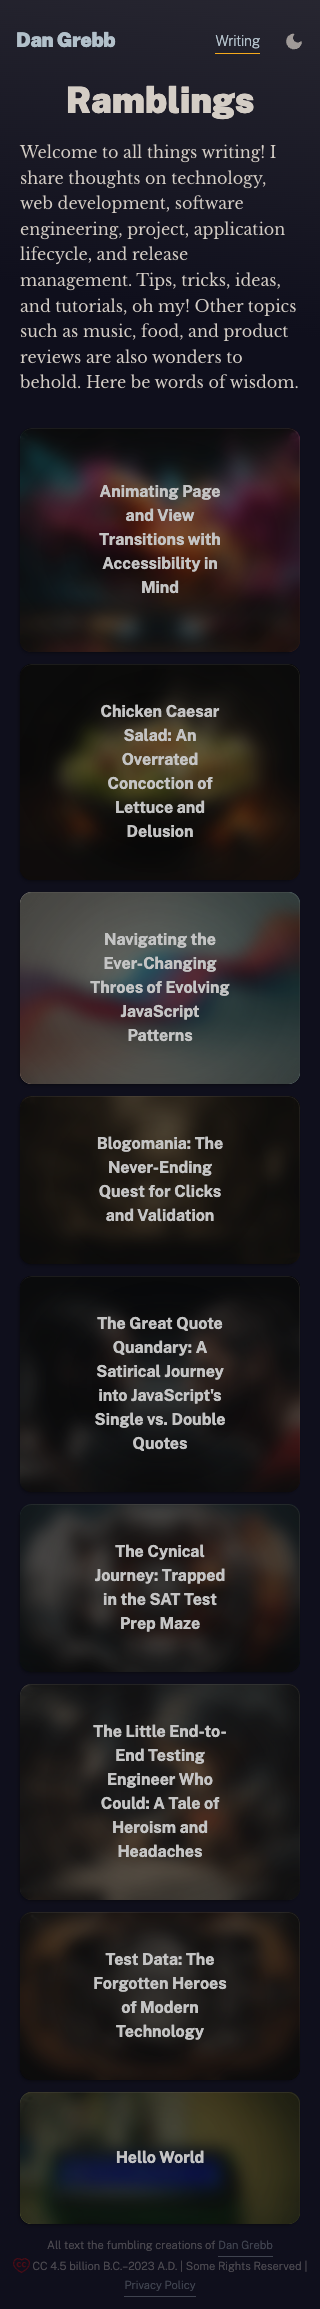 Dan Grebb
Writing
Ramblings
Welcome to all things writing! I
share thoughts on technology,
web development, software
engineering, project, application
lifecycle, and release
management. Tips, tricks, ideas,
and tutorials, oh my! Other topics
such as music, food, and product
reviews are also wonders to
behold. Here be words of wisdom.
Animating Page
and View
Transitions with
Accessibility in
Mind
Chicken Caesar
Salad: An
Overrated
Concoction of
Lettuce and
Delusion
Navigating the
Ever-Changing
Throes of Evolving
JavaScript
Patterns
Blogomania: The
Never-Ending
Quest for Clicks
and Validation
The Great Quote
Quandary: A
Satirical Journey
into JavaScript's
Single vs. Double
Quotes
The Cynical
Journey: Trapped
in the SAT Test
Prep Maze
The Little End-to-
End Testing
Engineer Who
Could: A Tale of
Heroism and
Headaches
Test Data: The
Forgotten Heroes
of Modern
Technology
Hello World
All text the fumbling creations of Dan Grebb
CC 4.5 billion B.C.–2023 A.D. | Some Rights Reserved |
Privacy Policy